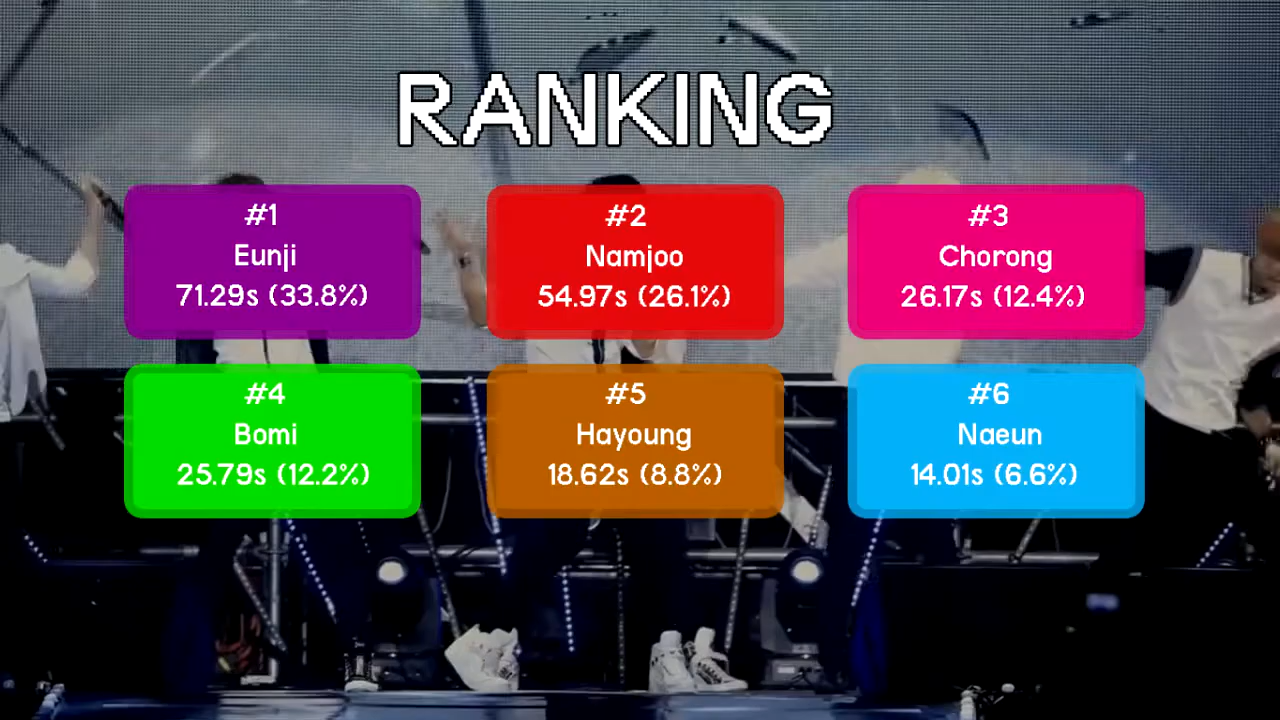 RANKING
#1
Eunji
71.29s (33.8%)
#2
Namjoo
54.97s (26.1%)
#3
Chorong
26.17s (12.4%)
#4
Bomi
25.79s (12.2%)
#5
Hayoung
18.62s (8.8%)
#6
Naeun
14.01s (6.6%)